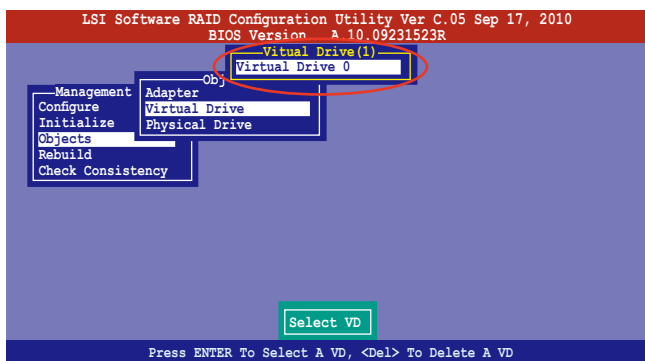 LSI Software RAID Configuration Utility Ver C.05 Sep 17, 2010
BIOS Version A.10.09231523R
Vitual Drive(1)
Virtual Drive 0
Obj
Adapter
Virtual Drive
Physical Drive
Management
Configure
Initialize
Objects
Rebuild
Check Consistency
Select VD
Press ENTER To Select A VD, <Del> To Delete A VD